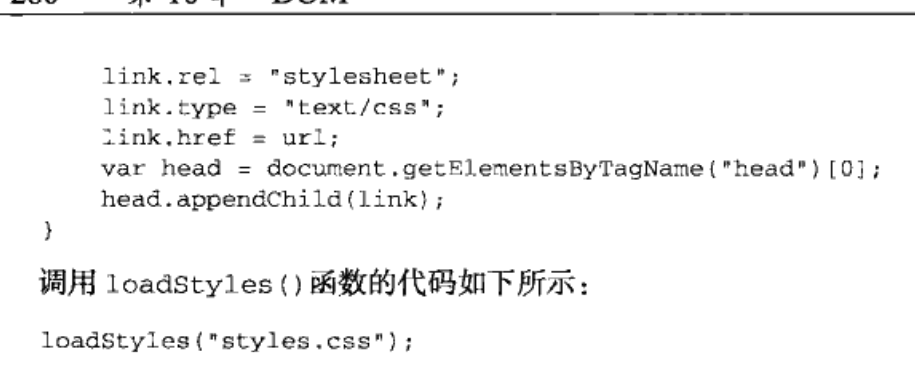 link.rel = "stylesheet";
    link.type = "text/css";
    link.href = url;
    var head = document.getElementsByTagName("head")[0];
    head.appendChild(link);
}
调用 loadStyles()函数的代码如下所示：
loadStyles("styles.css");